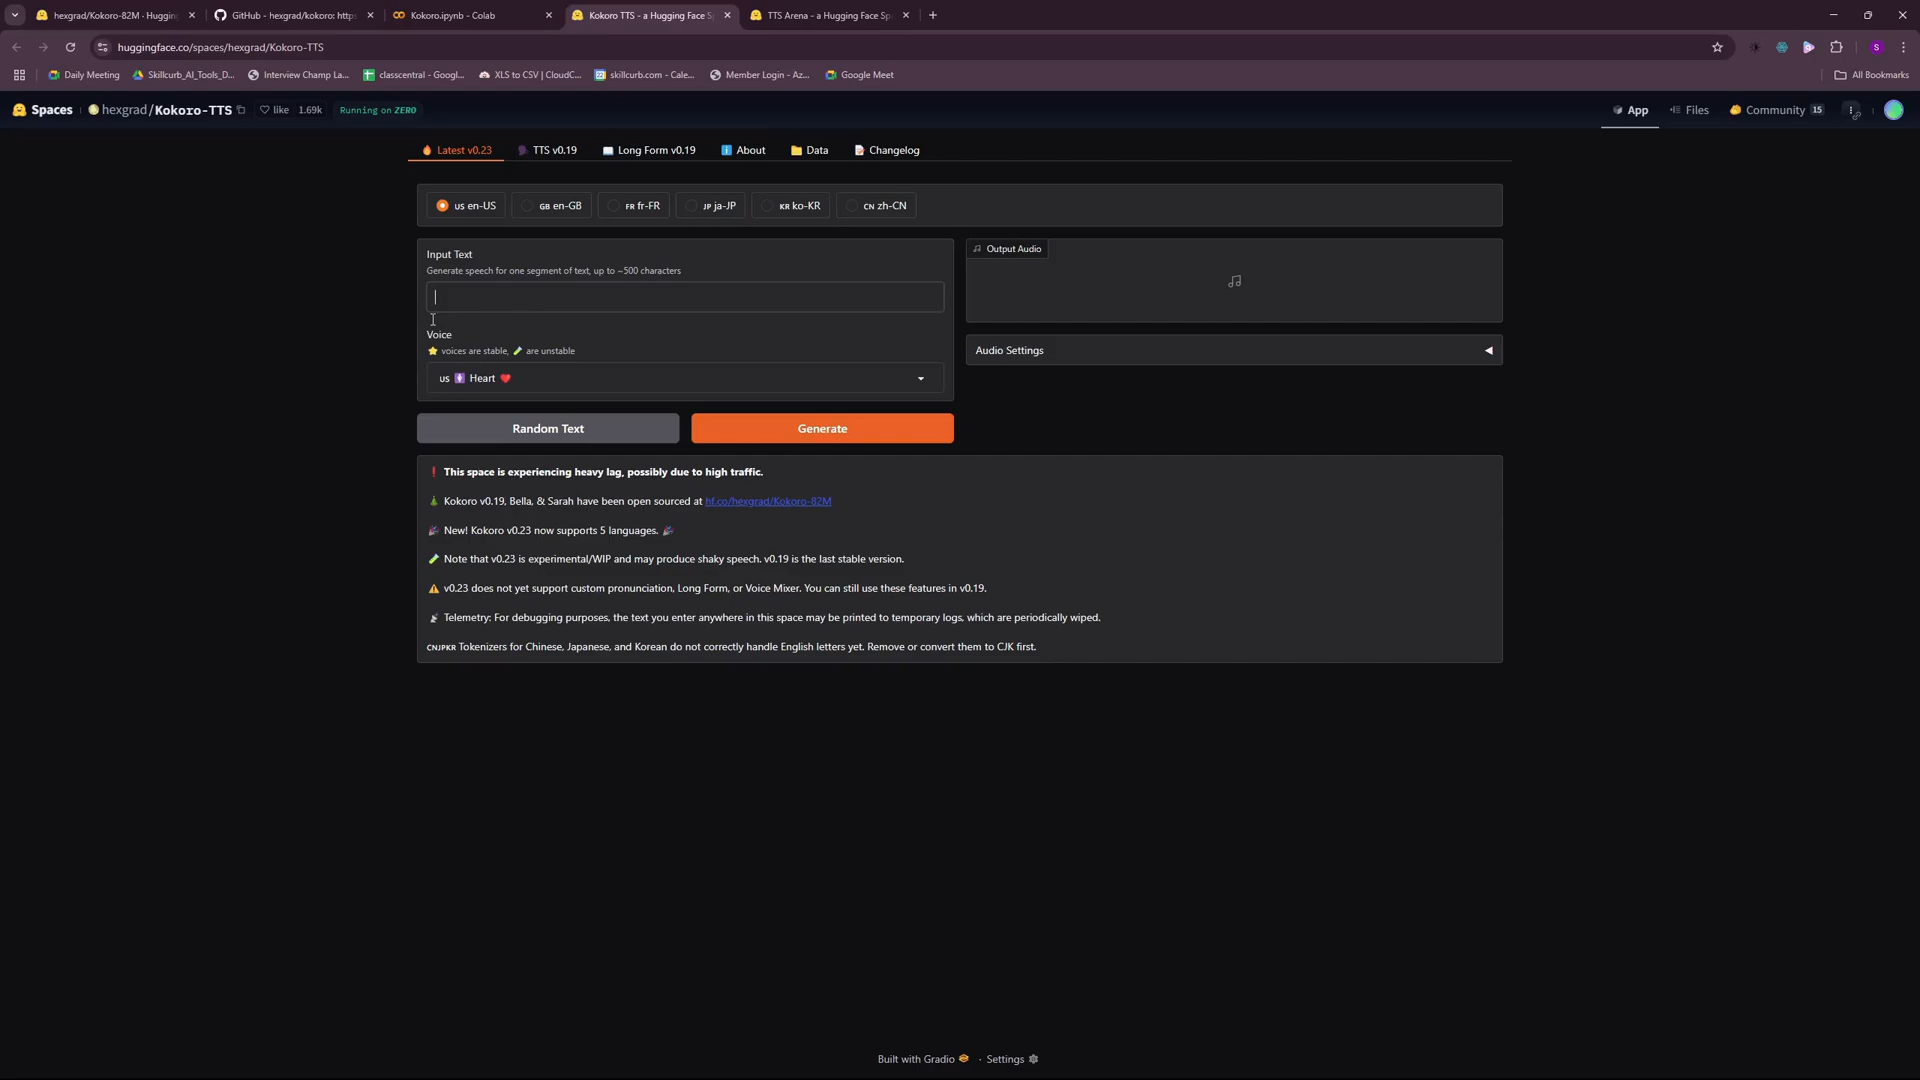 hexgrad/Kokoro-82M · Hugging
GitHub - hexgrad/kokoro: http
Kokoro.ipynb - Colab
Kokoro TTS - a Hugging Face S
TTS Arena - a Hugging Face Sp
huggingface.co/spaces/hexgrad/Kokoro-TTS
Daily Meeting
Skillcurb_AI_Tools_D...
Interview Champ La...
classcentral - Googl...
XLS to CSV | CloudC...
skillcurb.com - Cale...
Member Login - Az...
Google Meet
All Bookmarks
Spaces
hexgrad/Kokoro-TTS
like 1.69k
Running on ZERO
App
Files
Community 15
Latest v0.23
TTS v0.19
Long Form v0.19
About
Data
Changelog
US en-US
GB en-GB
FR fr-FR
JP ja-JP
KR ko-KR
CN zh-CN
Input Text
Generate speech for one segment of text, up to ~500 characters
Output Audio
Voice
⭐ voices are stable, 🧪 are unstable
US 🚺 Heart ❤️
Audio Settings
Random Text
Generate
❗ This space is experiencing heavy lag, possibly due to high traffic.
🎄 Kokoro v0.19, Bella, & Sarah have been open sourced at hf.co/hexgrad/Kokoro-82M
🎉 New! Kokoro v0.23 now supports 5 languages. 🎉
🧪 Note that v0.23 is experimental/WIP and may produce shaky speech. v0.19 is the last stable version.
⚠️ v0.23 does not yet support custom pronunciation, Long Form, or Voice Mixer. You can still use these features in v0.19.
📡 Telemetry: For debugging purposes, the text you enter anywhere in this space may be printed to temporary logs, which are periodically wiped.
CNJPKR Tokenizers for Chinese, Japanese, and Korean do not correctly handle English letters yet. Remove or convert them to CJK first.
Built with Gradio · Settings